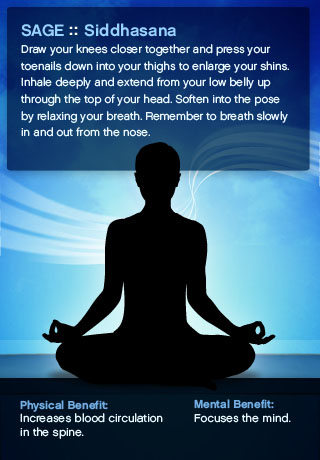 SAGE :: Siddhasana
Draw your knees closer together and press your
toenails down into your thighs to enlarge your shins.
Inhale deeply and extend from your low belly up
through the top of your head. Soften into the pose
by relaxing your breath. Remember to breath slowly
in and out from the nose.
Physical Benefit:
Increases blood circulation
in the spine.
Mental Benefit:
Focuses the mind.